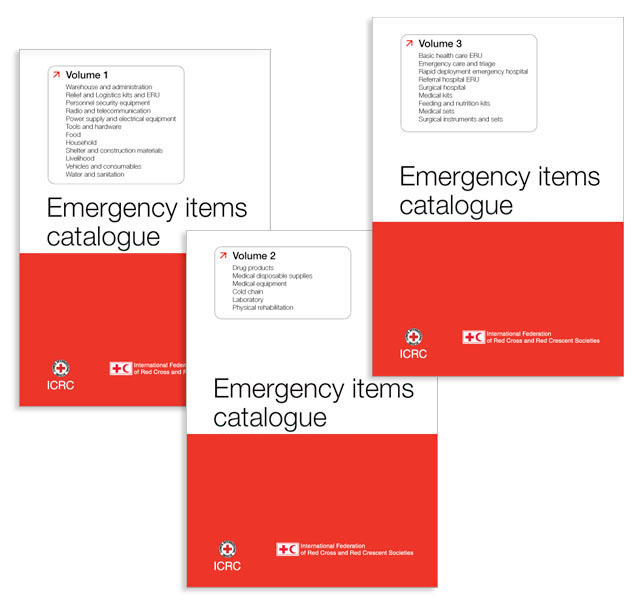 Volume 1
Warehouse and administration
Relief and Logistics kits and ERU
Personnel security equipment
Radio and telecommunication
Power supply and electrical equipment
Tools and hardware
Food
Household
Shelter and construction materials
Livelihood
Vehicles and consumables
Water and sanitation
Emergency items
catalogue
ICRC
International Federa
of Red Cross and R
Volume 2
Drug products
Medical disposable supplies
Medical equipment
Cold chain
Laboratory
Physical rehabilitation
Emergency items
catalogue
ICRC
International Federation
of Red Cross and Red Crescent Societies
Volume 3
Basic health care ERU
Emergency care and triage
Rapid deployment emergency hospital
Referral hospital ERU
Surgical hospital
Medical kits
Feeding and nutrition kits
Medical sets
Surgical instruments and sets
Emergency items
catalogue
ICRC
International Federation
of Red Cross and Red Crescent Societies